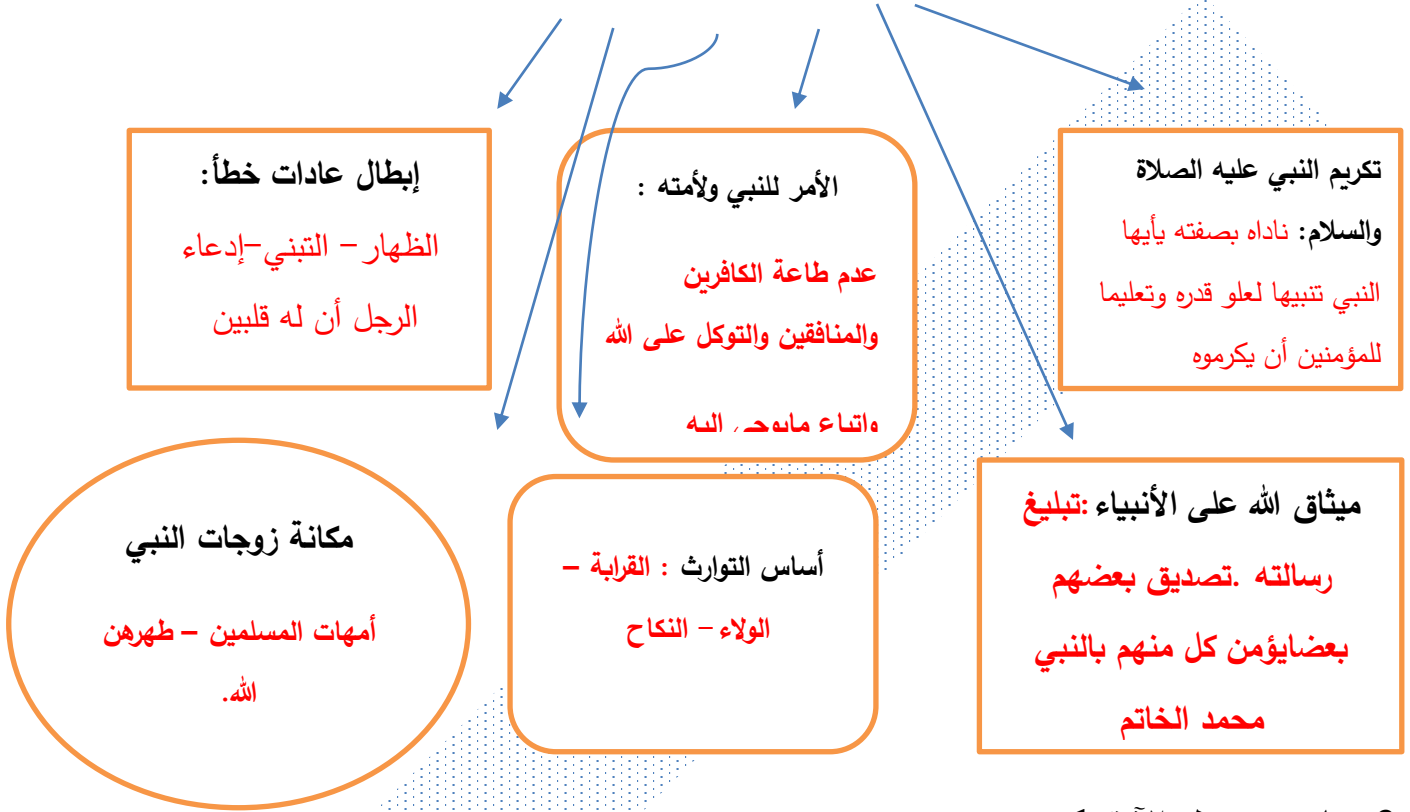 تكريم النبي عليه الصلاة
والسلام: ناداه بصفته يأيها
النبي تنبيها لعلو قدره وتعليما
للمؤمنين أن يكرموه
الأمر للنبي ولأمته :
عدم طاعة الكافرين
والمنافقين والتوكل على الله
واتباع مايوحى اليه
إبطال عادات خطأ:
الظهار – التبني–إدعاء
الرجل أن له قلبين
ميثاق الله على الأنبياء :تبليغ
رسالته .تصديق بعضهم
بعضايؤمن كل منهم بالنبي
محمد الخاتم
أساس التوارث : القرابة –
الولاء – النكاح
مكانة زوجات النبي
أمهات المسلمين – طهرهن
الله.